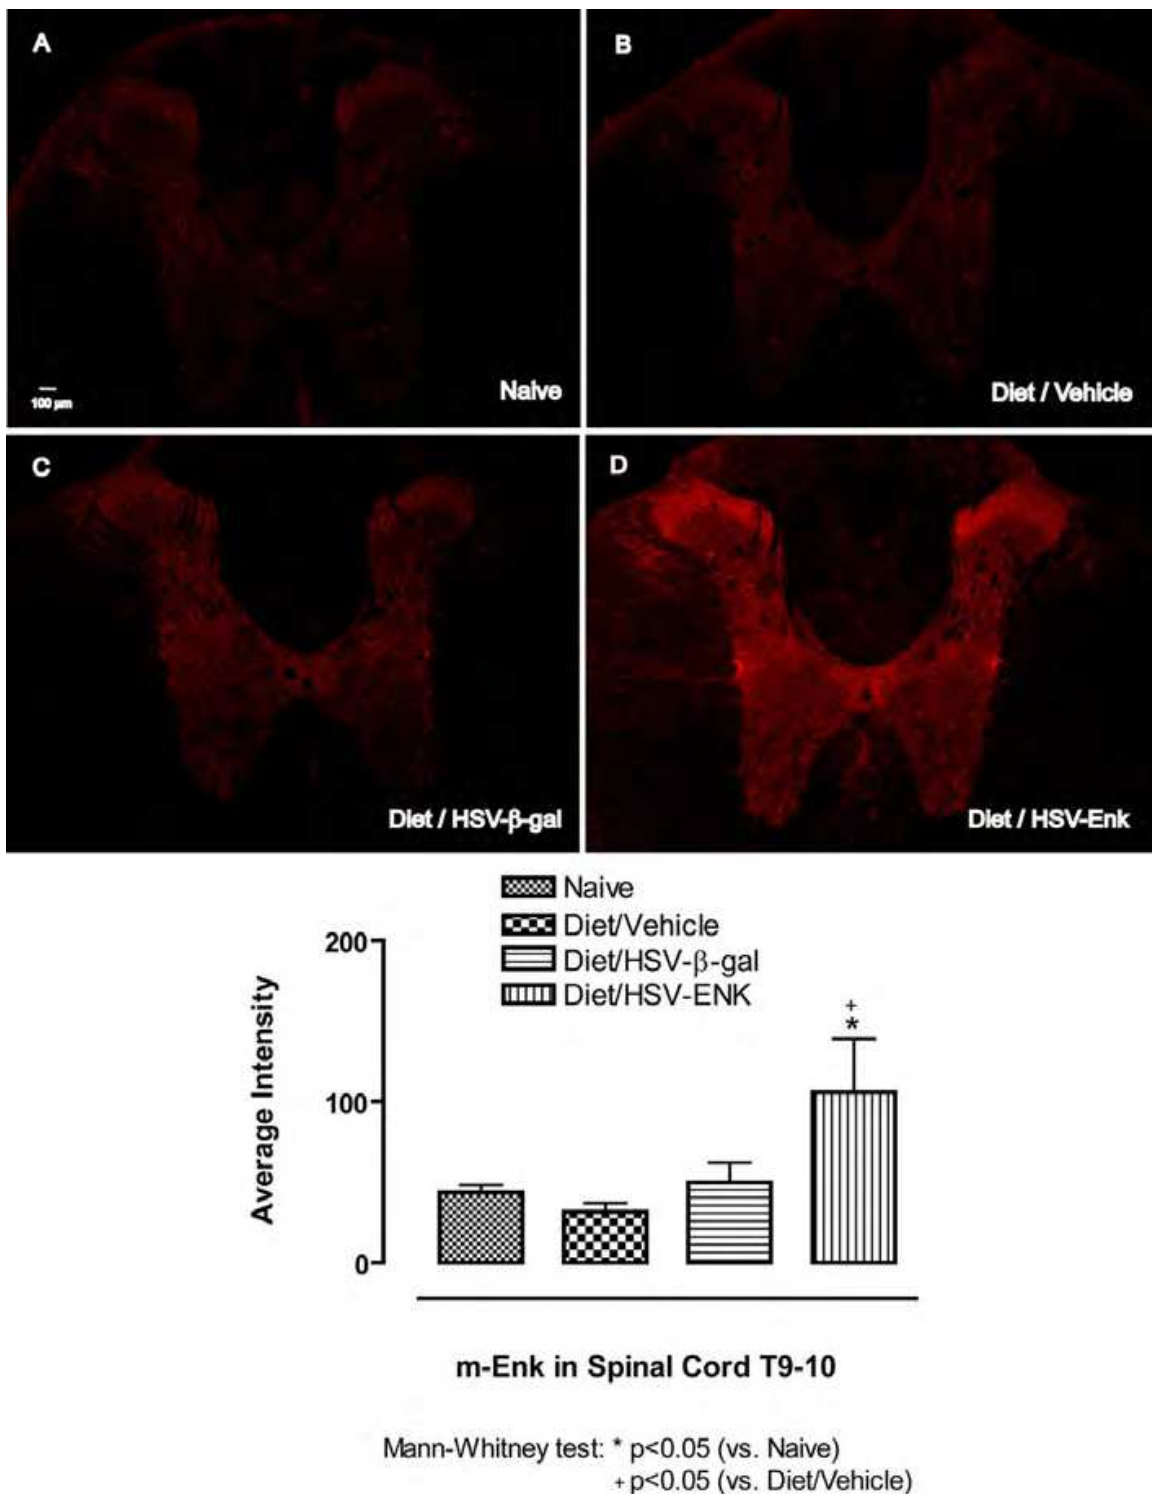 A
B
Naive
100 µm
Diet / Vehicle
C
D
Diet / HSV-β-gal
Diet / HSV-Enk
Naive
Diet/Vehicle
Diet/HSV-β-gal
Diet/HSV-ENK
200
100
0
Average Intensity
+
*
m-Enk in Spinal Cord T9-10
Mann-Whitney test: * p<0.05 (vs. Naive)
+ p<0.05 (vs. Diet/Vehicle)